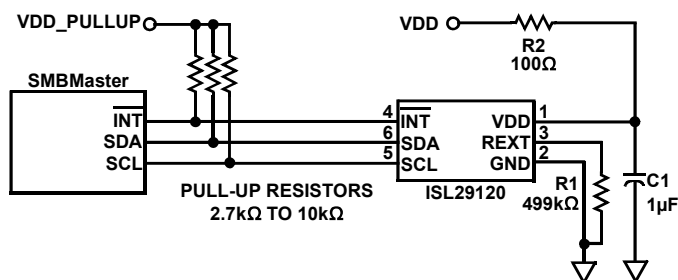 VDD_PULLUP
VDD
R2
100Ω
SMBMaster
INT
SDA
SCL
4
6
5
INT
SDA
SCL
VDD
REXT
GND
1
3
2
ISL29120
PULL-UP RESISTORS
2.7kΩ TO 10kΩ
R1
499kΩ
C1
1µF